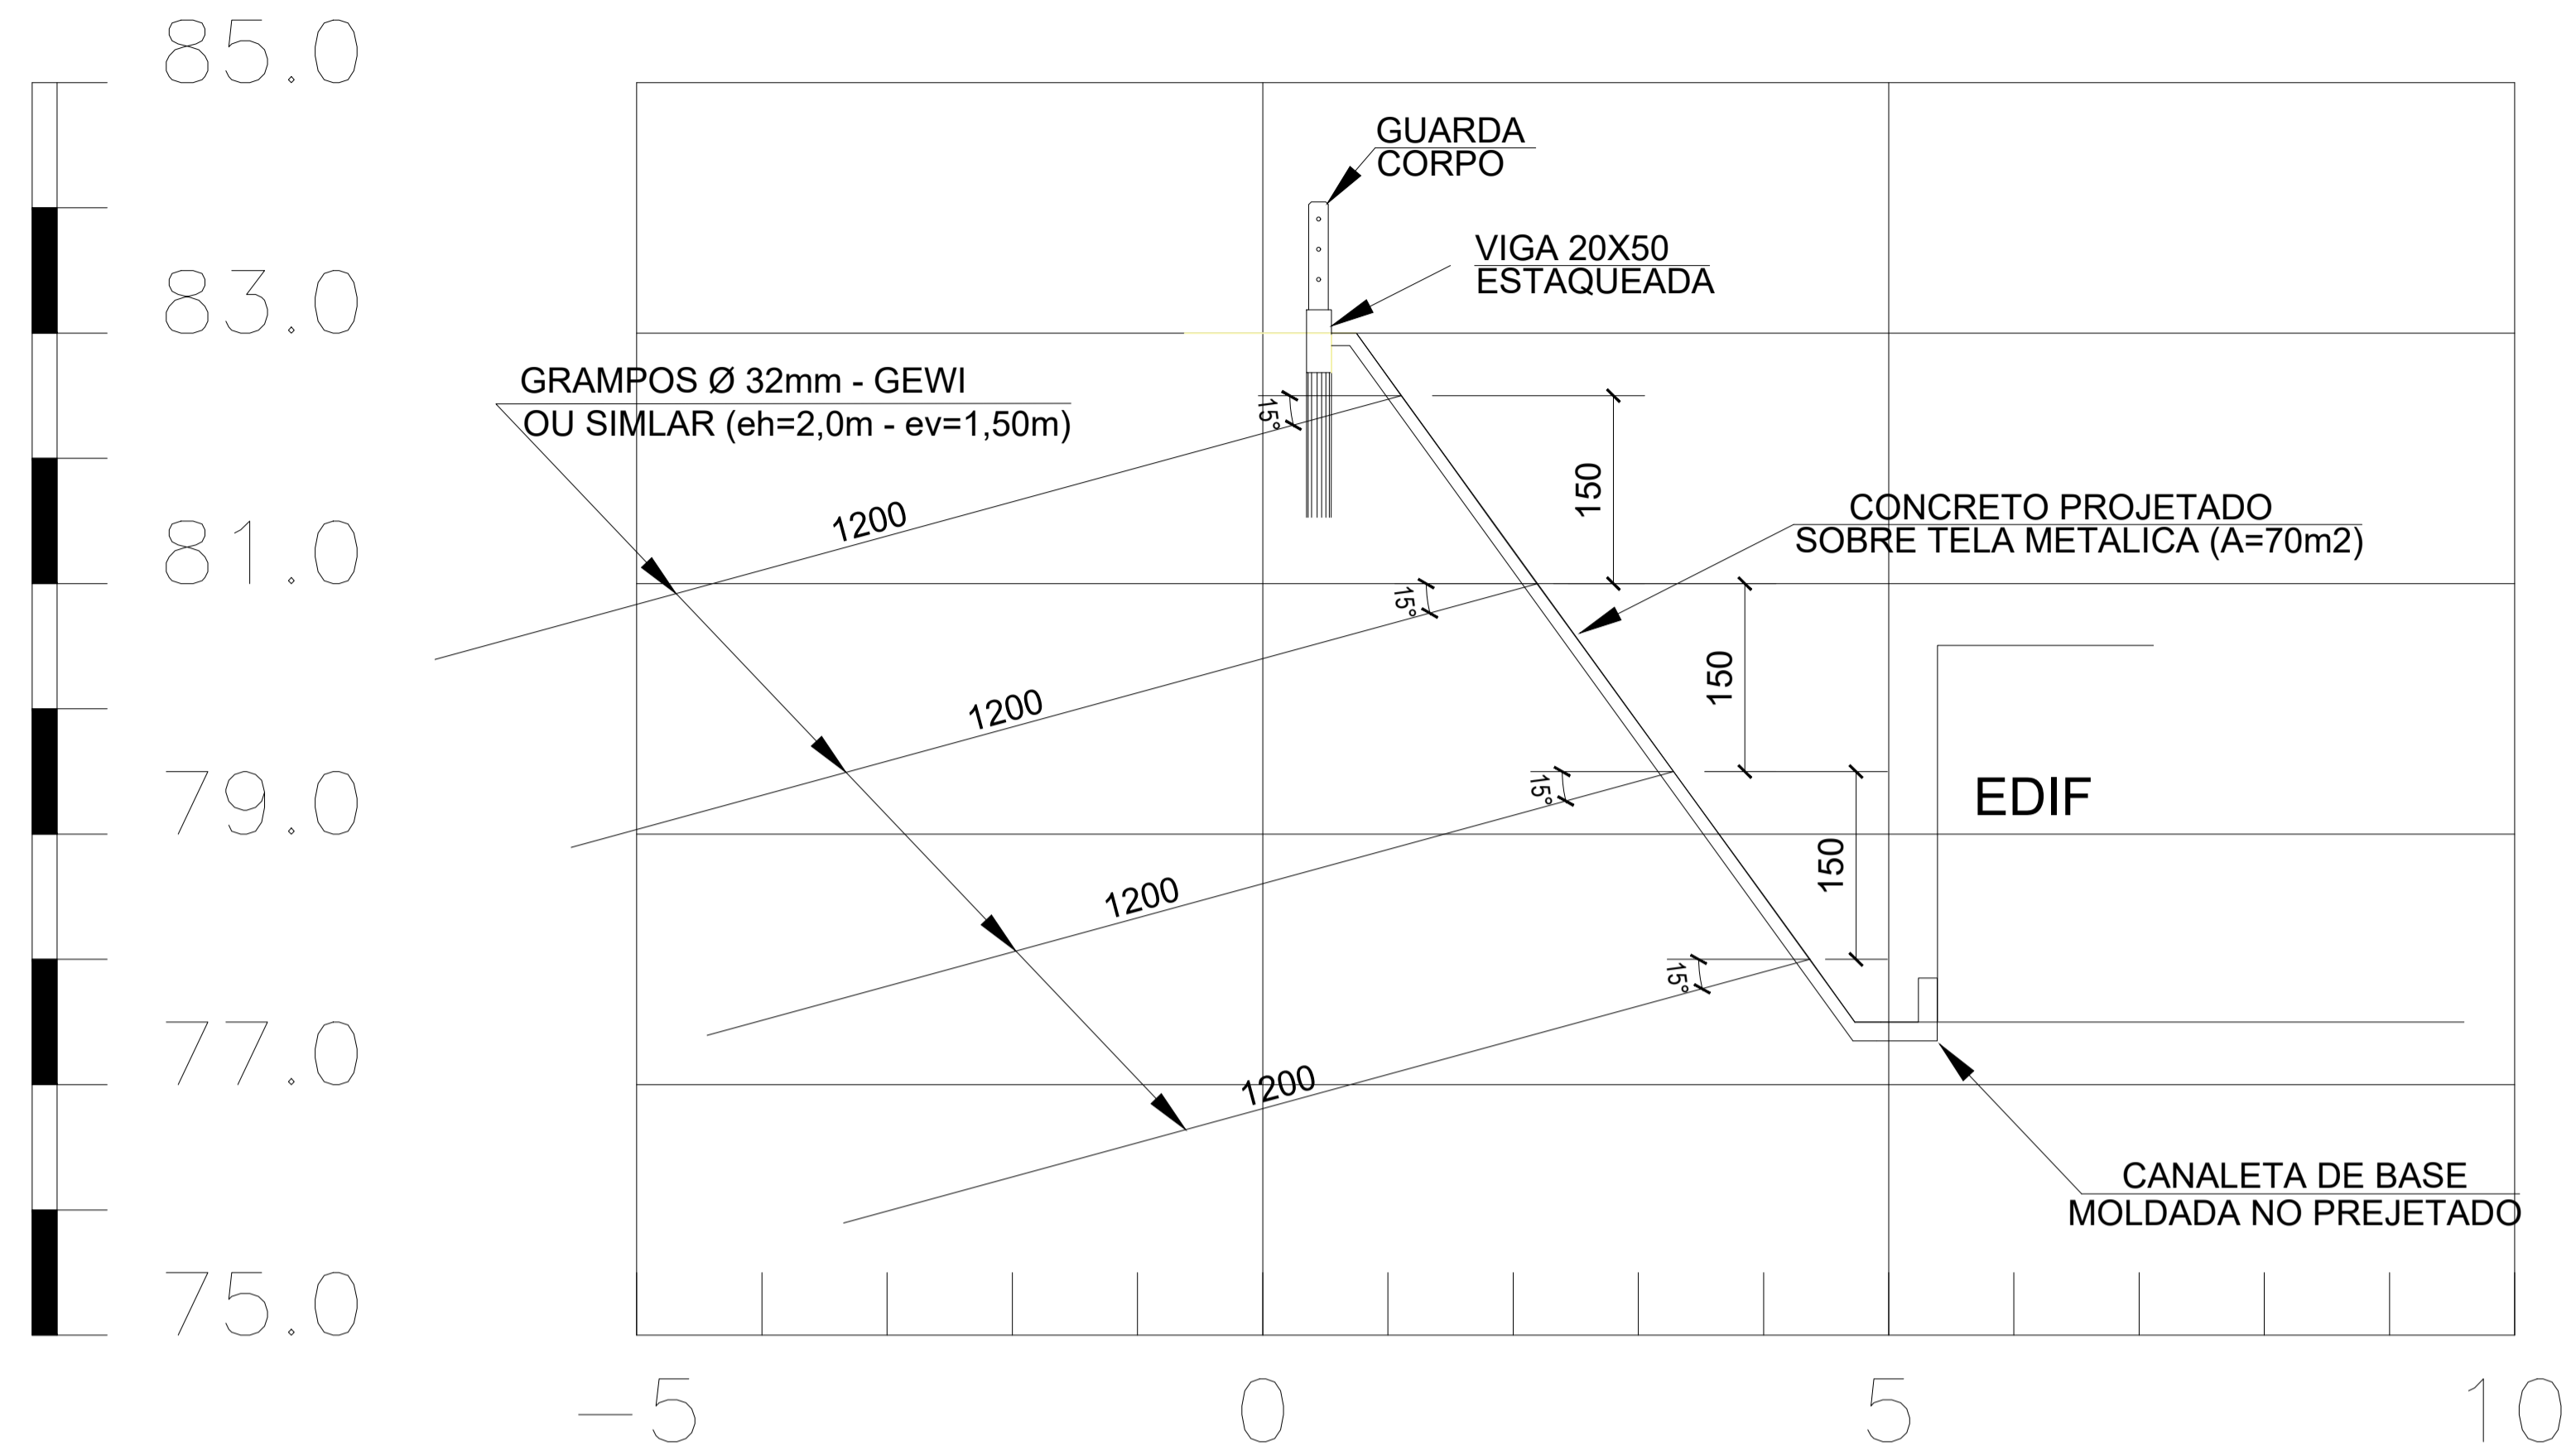 85.0
GUARDA
CORPO
VIGA 20X50
ESTAQUEADA
83.0
GRAMPOS Ø 32mm - GEWI
OU SIMLAR (eh=2,0m - ev=1,50m)
15°
150
1200
CONCRETO PROJETADO
SOBRE TELA METALICA (A=70m2)
81.0
15°
150
1200
79.0
15°
EDIF
150
1200
15°
77.0
1200
CANALETA DE BASE
MOLDADA NO PREJETADO
75.0
-5
0
5
10